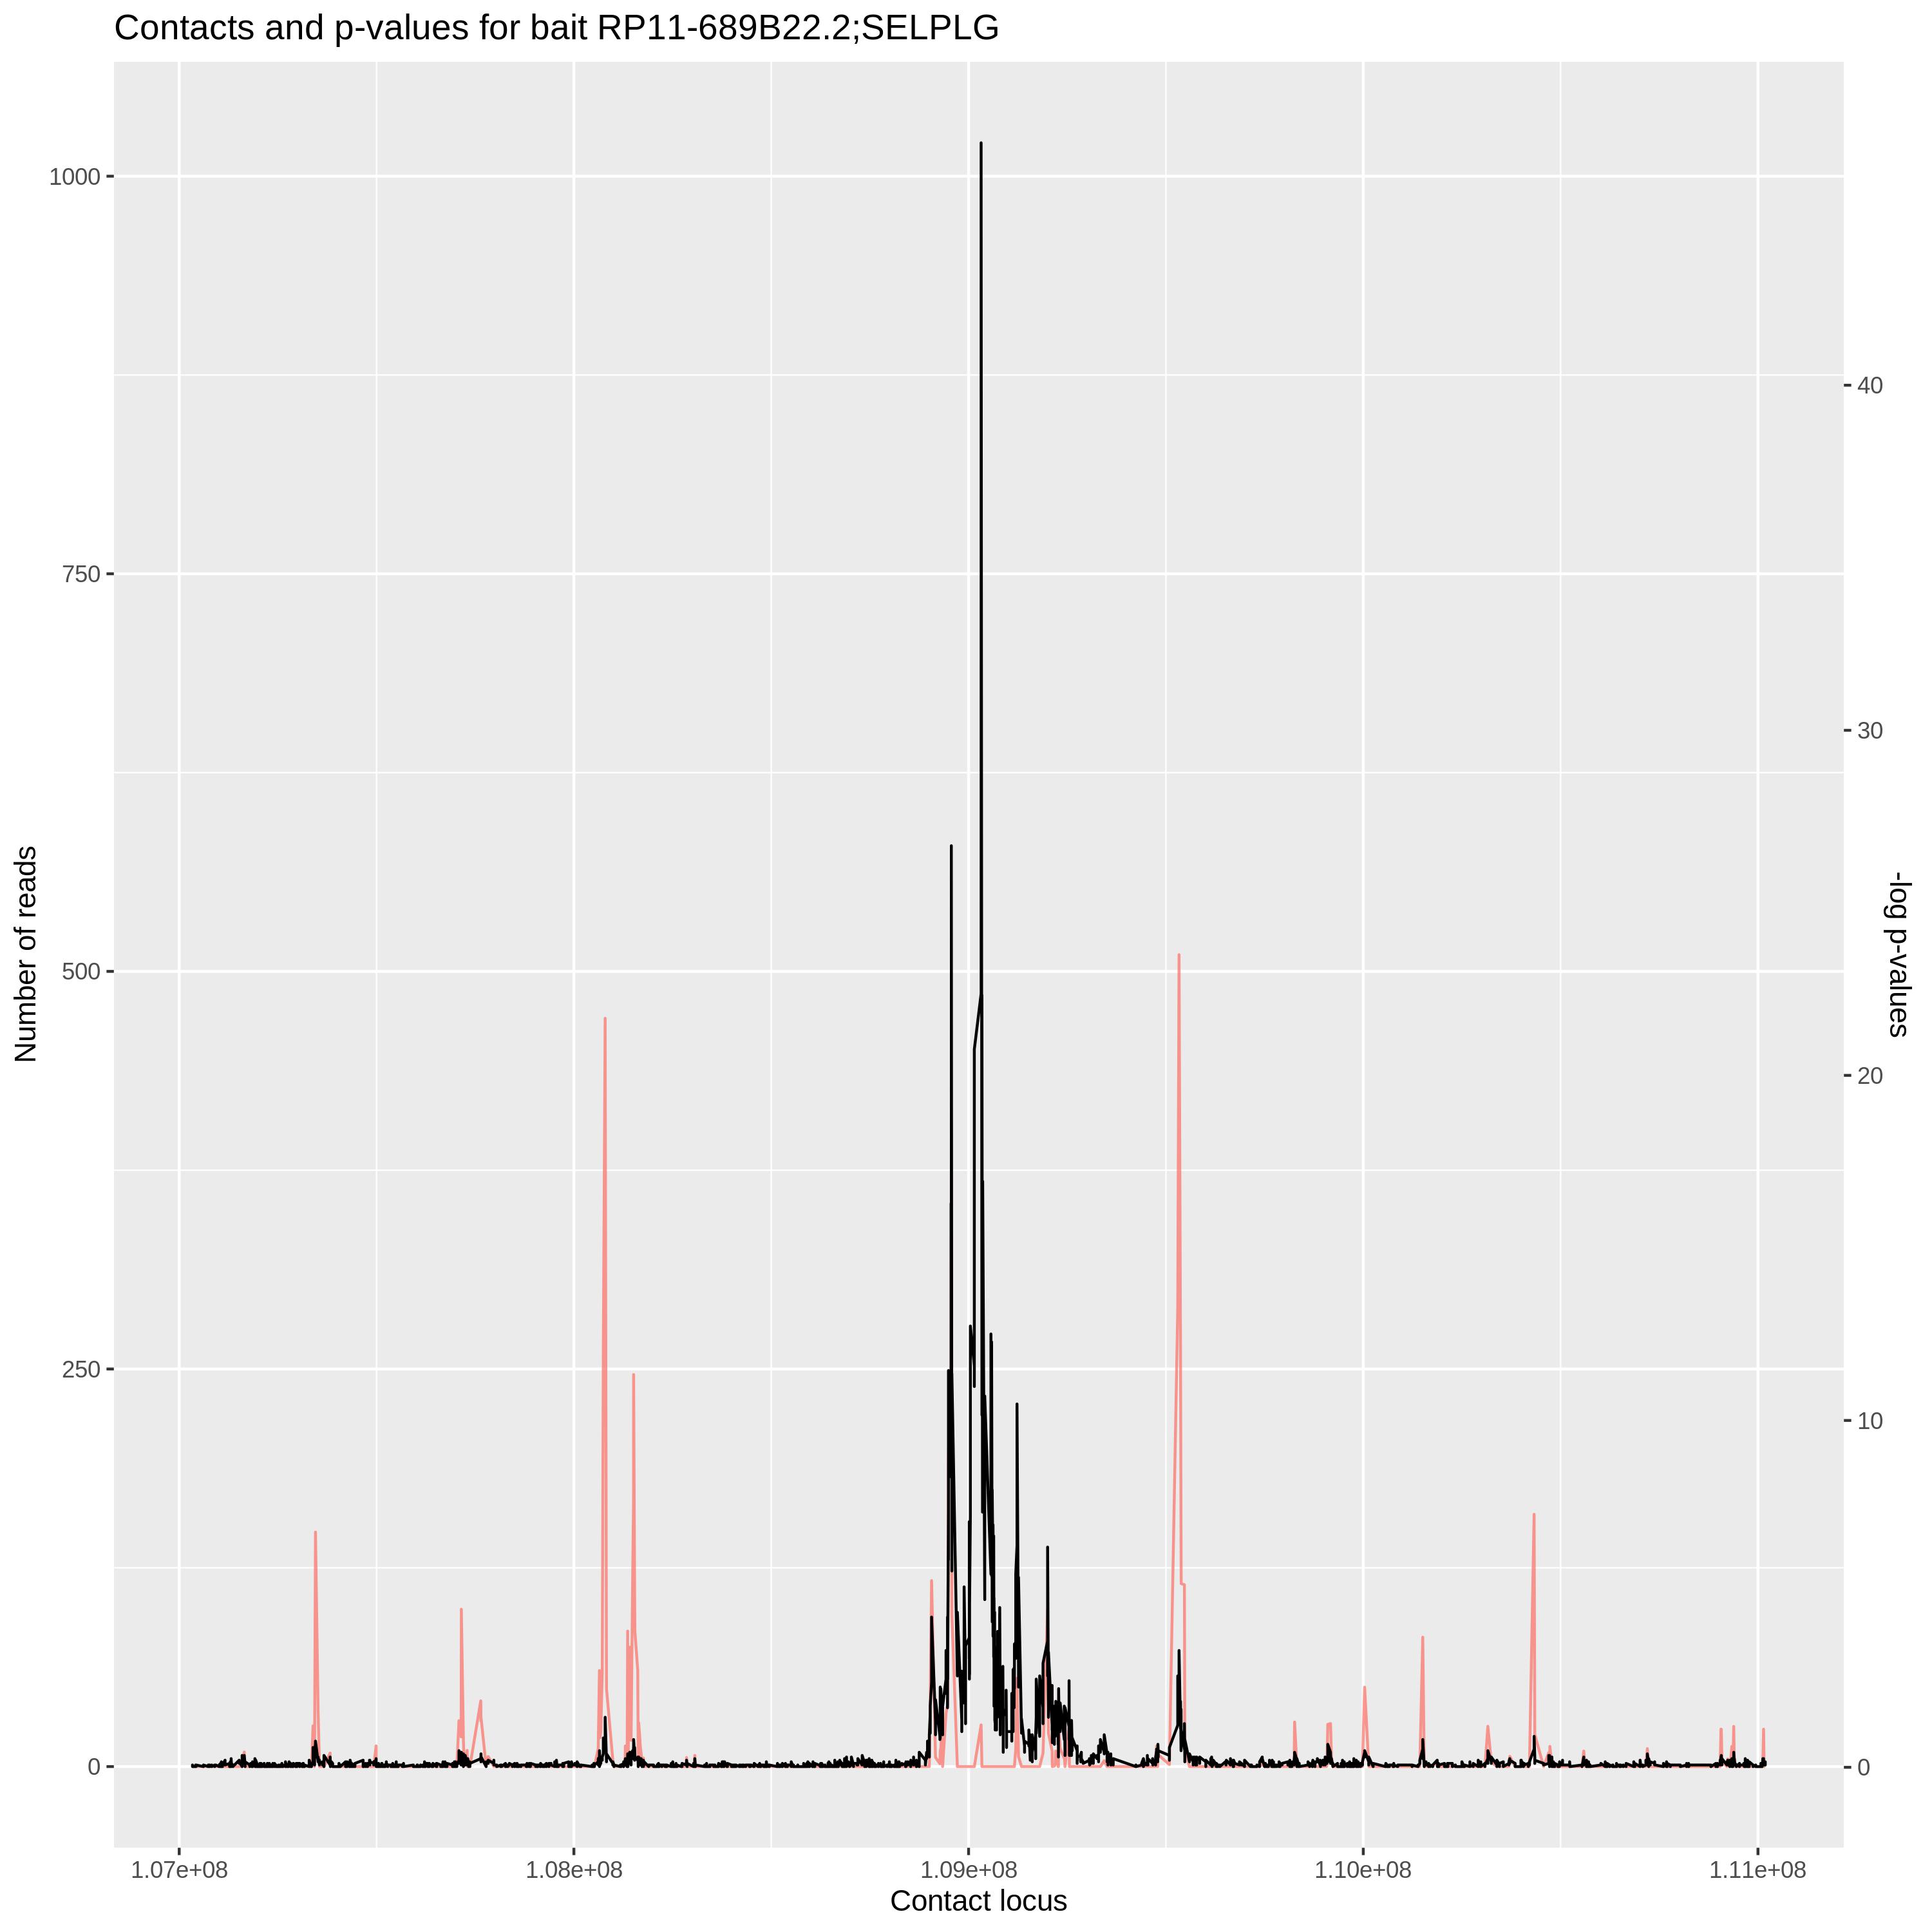 Contacts and p-values for bait RP11-689B22.2;SELPLG
Number of reads
1000
750
500
250
0
40
30
20
10
0
-log p-values
1.07e+08
1.08e+08
1.09e+08
1.10e+08
1.11e+08
Contact locus